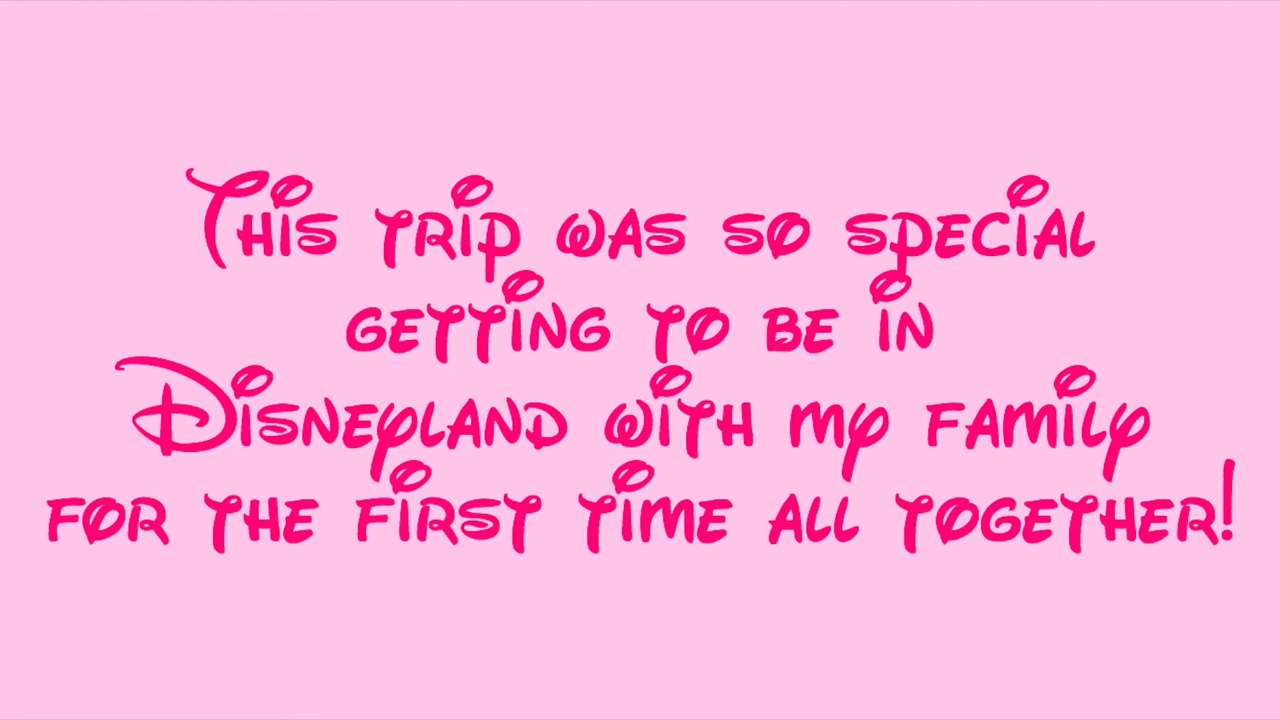 This trip was so special
getting to be in
Disneyland with my family
for the first time all together!